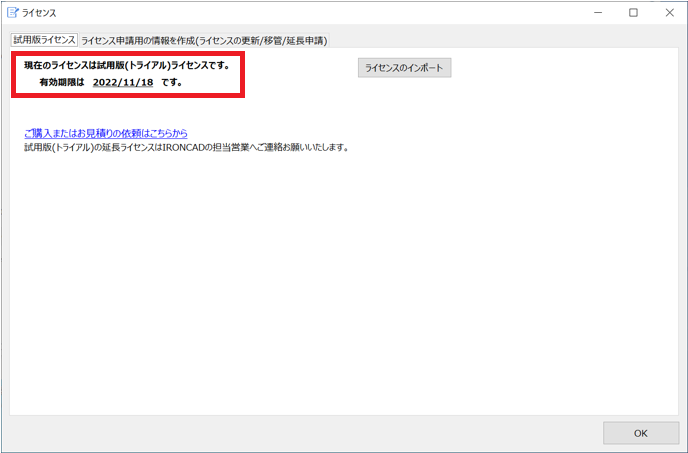 ライセンス
試用版ライセンス ライセンス申請用の情報を作成(ライセンスの更新/移管/延長申請)
現在のライセンスは試用版(トライアル)ライセンスです。
有効期限は 2022/11/18 です。
ライセンスのインポート
ご購入またはお見積りの依頼はこちらから
試用版(トライアル)の延長ライセンスはIRONCADの担当営業へご連絡お願いいたします。
OK